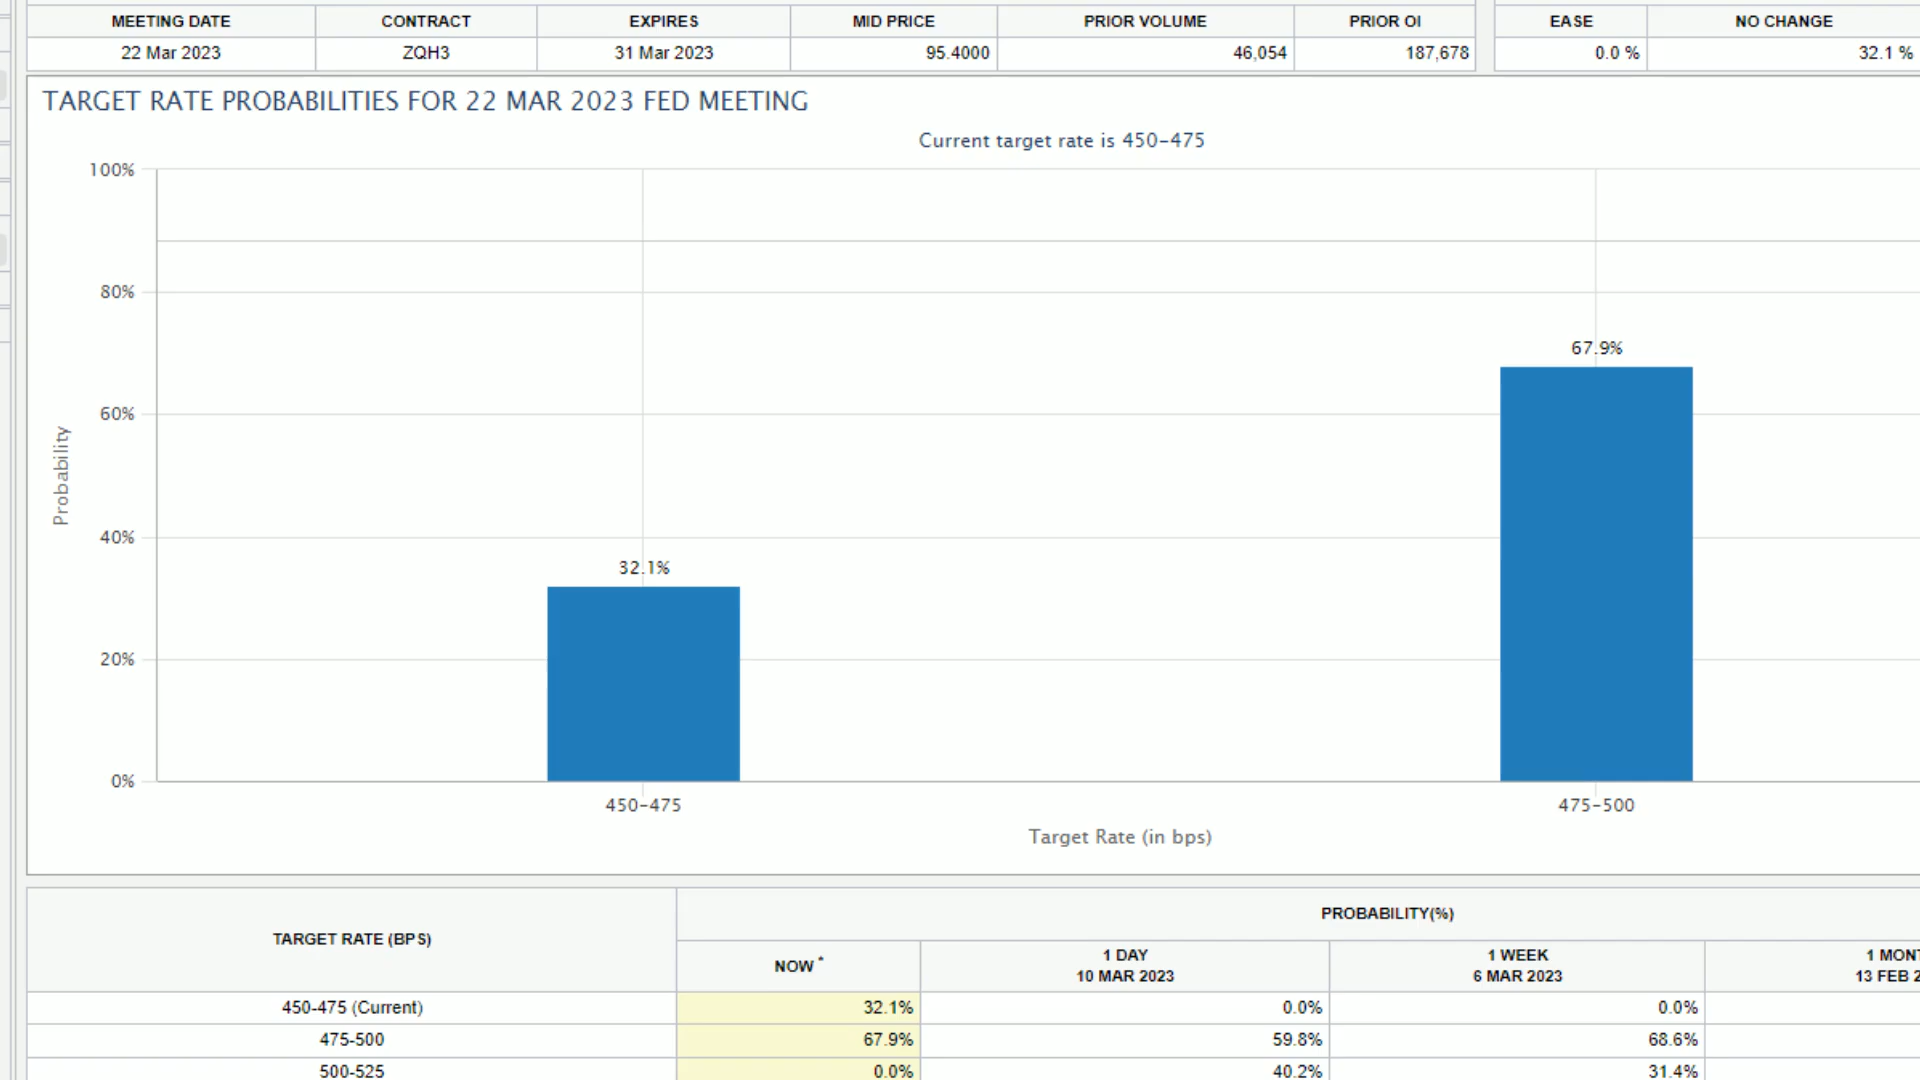 MEETING DATE CONTRACT EXPIRES MID PRICE PRIOR VOLUME PRIOR OI EASE NO CHANGE
22 Mar 2023 ZQH3 31 Mar 2023 95.4000 46,054 187,678 0.0 % 32.1 %
TARGET RATE PROBABILITIES FOR 22 MAR 2023 FED MEETING
Current target rate is 450-475
100%
80%
67.9%
60%
Probability
40%
32.1%
20%
0%
450-475 475-500
Target Rate (in bps)
TARGET RATE (BPS) PROBABILITY(%)
NOW * 1 DAY 1 WEEK 1 MONT
10 MAR 2023 6 MAR 2023 13 FEB 2
450-475 (Current) 32.1% 0.0% 0.0%
475-500 67.9% 59.8% 68.6%
500-525 0.0% 40.2% 31.4%